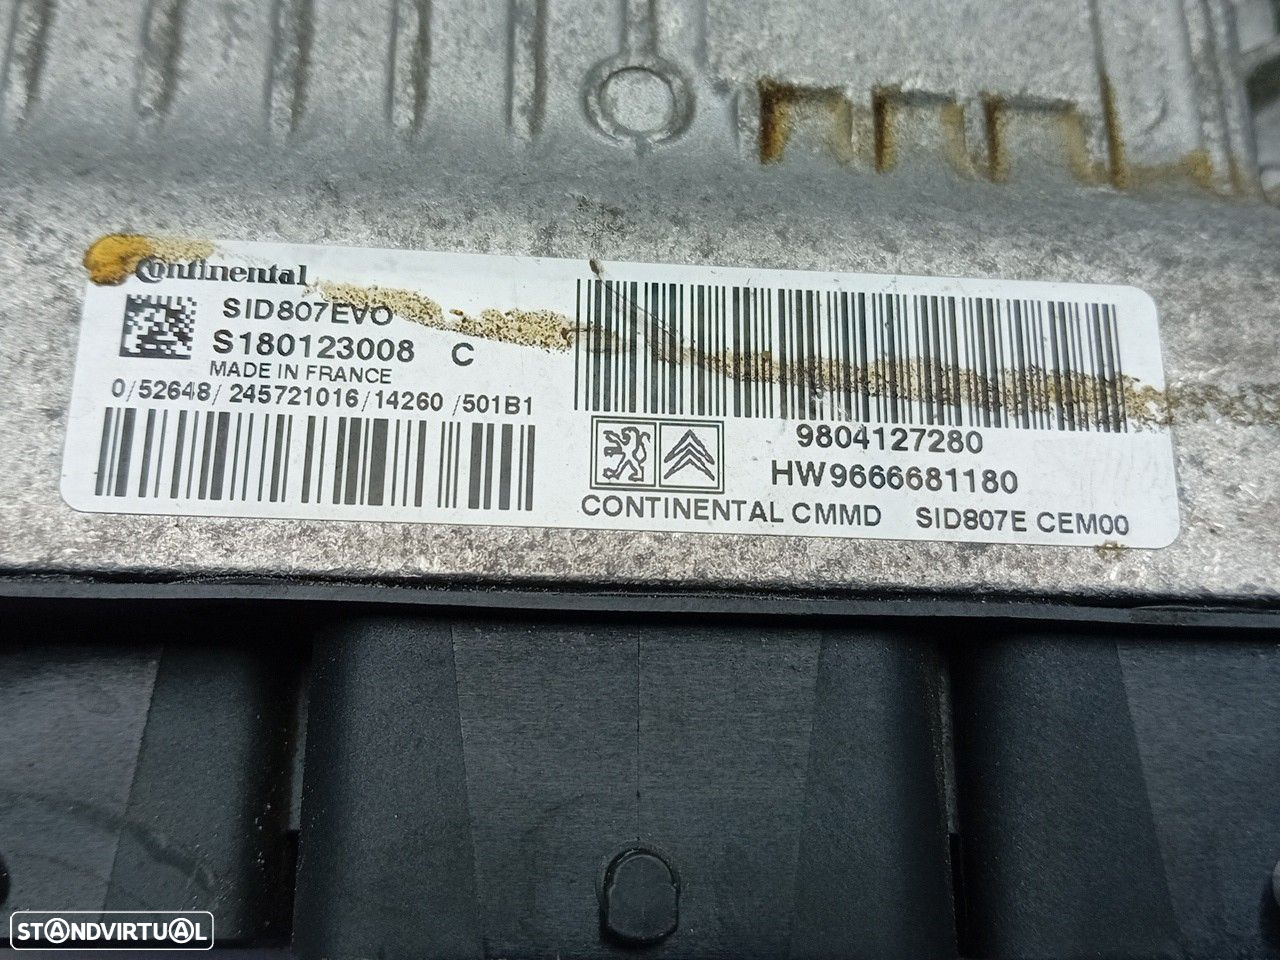 Continental
SID807EVO
S180123008 C
MADE IN FRANCE
0/52648/245721016/14260/501B1
9804127280
HW9666681180
CONTINENTAL CMMD SID807E CEM00
STANDVIRTUAL